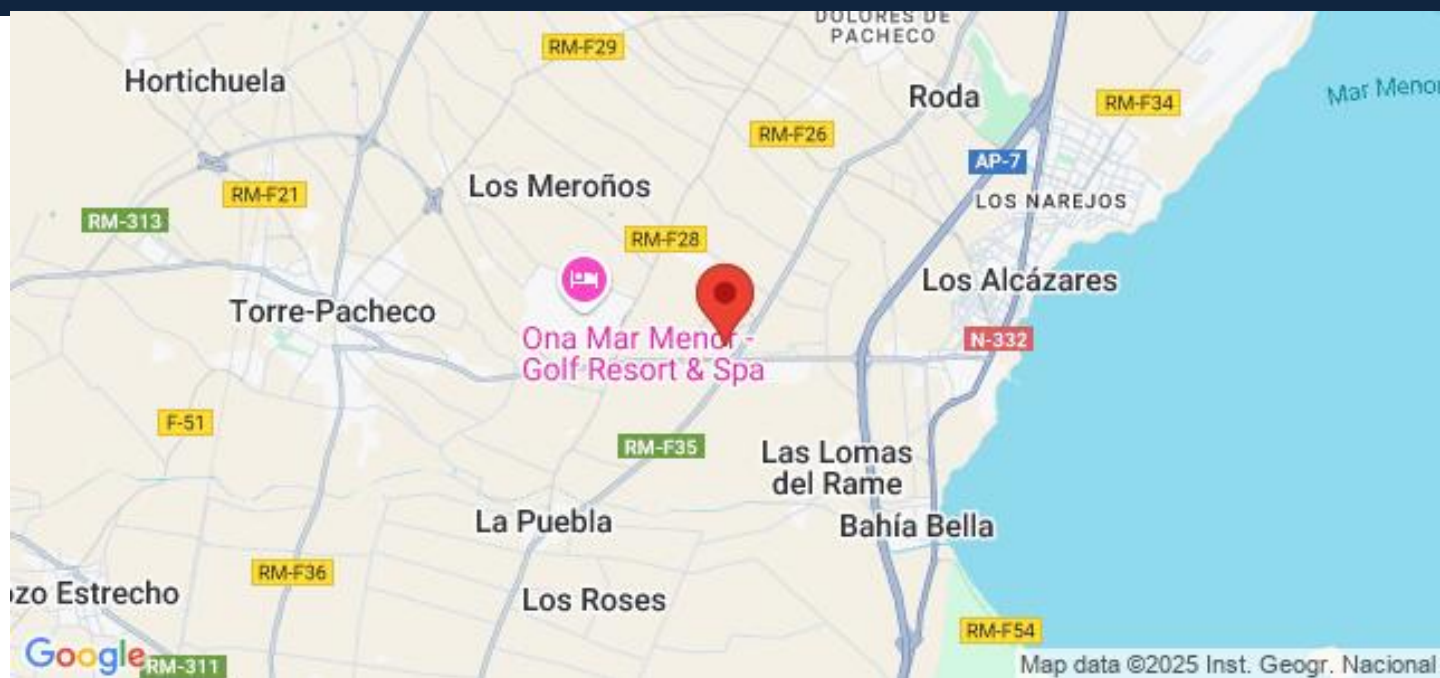 DOLORES DE
PACHECO
RM-F29
Hortichuela
Roda
RM-F34
Mar Menor
RM-F26
AP-7
Los Meroños
RM-F21
LOS NAREJOS
RM-313
RM-F28
Los Alcázares
Torre-Pacheco
Ona Mar Menor -
Golf Resort & Spa
N-332
F-51
RM-F35
Las Lomas
del Rame
La Puebla
Bahía Bella
RM-F36
ozo Estrecho
Los Roses
RM-F54
Google
RM-311
Map data ©2025 Inst. Geogr. Nacional